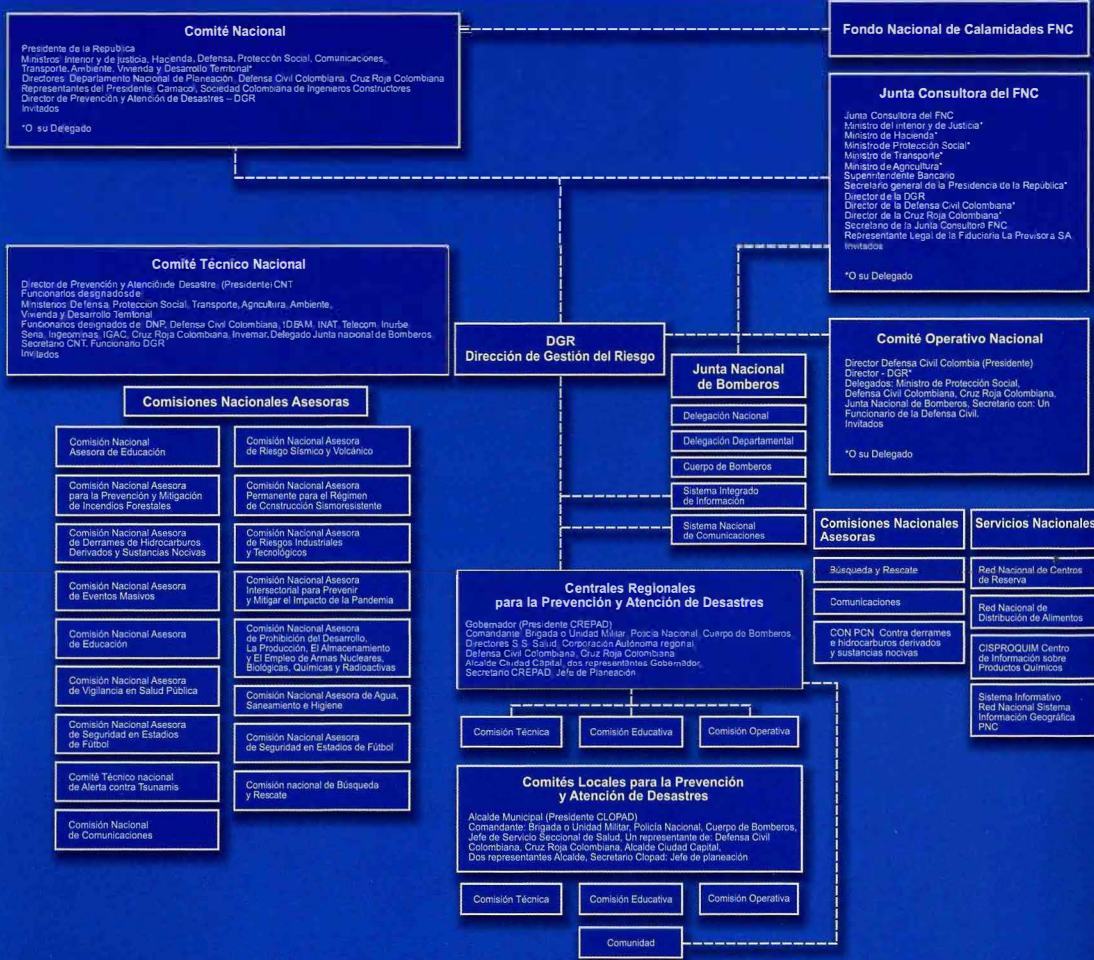 Comité Nacional
Presidente de la Republica
Ministros Interior y de justicia, Hacienda, Defensa, Protección Social, Comunicaciones,
Transporte, Ambiente, Vivienda y Desarrollo Territorial*
Directores Departamento Nacional de Planeación, Defensa Civil Colombiana, Cruz Roja Colombiana
Representantes del Presidente, Camacol, Sociedad Colombiana de Ingenieros Constructores
Director de Prevención y Atención de Desastres – DGR
Invitados
*O su Delegado
Fondo Nacional de Calamidades FNC
Junta Consultora del FNC
Junta Consultora del FNC
Ministro del interior y de Justicia*
Ministro de Hacienda*
Ministro de Protección Social*
Ministro de Transporte*
Ministro de Agricultura*
Superintendente Bancario
Secretario general de la Presidencia de la República*
Director de la DGR
Director de la Defensa Civil Colombiana*
Director de la Cruz Roja Colombiana*
Secretario de la Junta Consultora FNC
Representante Legal de la Fiduciaria La Previsora SA
Invitados
*O su Delegado
Comité Técnico Nacional
Director de Prevención y Atención de Desastre (Presidente) CNT
Funcionarios designados de
Ministerios Defensa, Protección Social, Transporte, Agricultura, Ambiente,
Vivienda y Desarrollo Territorial
Funcionarios designados de DNP, Defensa Civil Colombiana, IDEAM, INAT, Telecom, Inurbe
Sena, Ingeominas, IGAC, Cruz Roja Colombiana, Invemar, Delegado Junta nacional de Bomberos
Secretario CNT, Funcionario DGR
Invitados
DGR
Dirección de Gestión del Riesgo
Comité Operativo Nacional
Director Defensa Civil Colombia (Presidente)
Director - DGR*
Delegados: Ministro de Protección Social,
Defensa Civil Colombiana, Cruz Roja Colombiana,
Junta Nacional de Bomberos, Secretario con: Un
Funcionario de la Defensa Civil.
Invitados
*O su Delegado
Junta Nacional
de Bomberos
Delegación Nacional
Delegación Departamental
Cuerpo de Bomberos
Sistema Integrado
de Información
Sistema Nacional
de Comunicaciones
Comisiones Nacionales Asesoras
Comisión Nacional
Asesora de Educación
Comisión Nacional Asesora
para la Prevención y Mitigación
de Incendios Forestales
Comisión Nacional Asesora
de Derrames de Hidrocarburos
Derivados y Sustancias Nocivas
Comisión Nacional Asesora
de Eventos Masivos
Comisión Nacional Asesora
de Educación
Comisión Nacional Asesora
de Vigilancia en Salud Pública
Comisión Nacional Asesora
de Seguridad en Estadios
de Fútbol
Comité Técnico nacional
de Alerta contra Tsunamis
Comisión Nacional
de Comunicaciones
Comisión Nacional Asesora
de Riesgo Sísmico y Volcánico
Comisión Nacional Asesora
Permanente para el Régimen
de Construcción Sismoresistente
Comisión Nacional Asesora
de Riesgos Industriales
y Tecnológicos
Comisión Nacional Asesora
Intersectorial para Prevenir
y Mitigar el Impacto de la Pandemia
Comisión Nacional Asesora
de Prohibición del Desarrollo,
La Producción, El Almacenamiento
y El Empleo de Armas Nucleares,
Biológicas, Químicas y Radioactivas
Comisión Nacional Asesora de Agua,
Saneamiento e Higiene
Comisión Nacional Asesora
de Seguridad en Estadios de Fútbol
Comisión nacional de Búsqueda
y Rescate
Comisiones Nacionales
Asesoras
Búsqueda y Rescate
Comunicaciones
CON PCN Contra derrames
e hidrocarburos derivados
y sustancias nocivas
Servicios Nacionales
Red Nacional de Centros
de Reserva
Red Nacional de
Distribución de Alimentos
CISPROQUIM Centro
de Información sobre
Productos Químicos
Sistema Informativo
Red Nacional Sistema
Información Geográfica
PNC
Centrales Regionales
para la Prevención y Atención de Desastres
Gobernador (Presidente CREPAD)
Comandante: Brigada o Unidad Militar, Policía Nacional, Cuerpo de Bomberos
Directores S.S. Salud, Corporación Autónoma regional,
Defensa Civil Colombiana, Cruz Roja Colombiana
Alcalde Ciudad Capital, dos representantes Gobernador,
Secretario CREPAD, Jefe de Planeación
Comisión Técnica
Comisión Educativa
Comisión Operativa
Comités Locales para la Prevención
y Atención de Desastres
Alcalde Municipal (Presidente CLOPAD)
Comandante: Brigada o Unidad Militar, Policía Nacional, Cuerpo de Bomberos,
Jefe de Servicio Seccional de Salud, Un representante de: Defensa Civil
Colombiana, Cruz Roja Colombiana, Alcalde Ciudad Capital,
Dos representantes Alcalde, Secretario Clopad: Jefe de planeación
Comisión Técnica
Comisión Educativa
Comisión Operativa
Comunidad